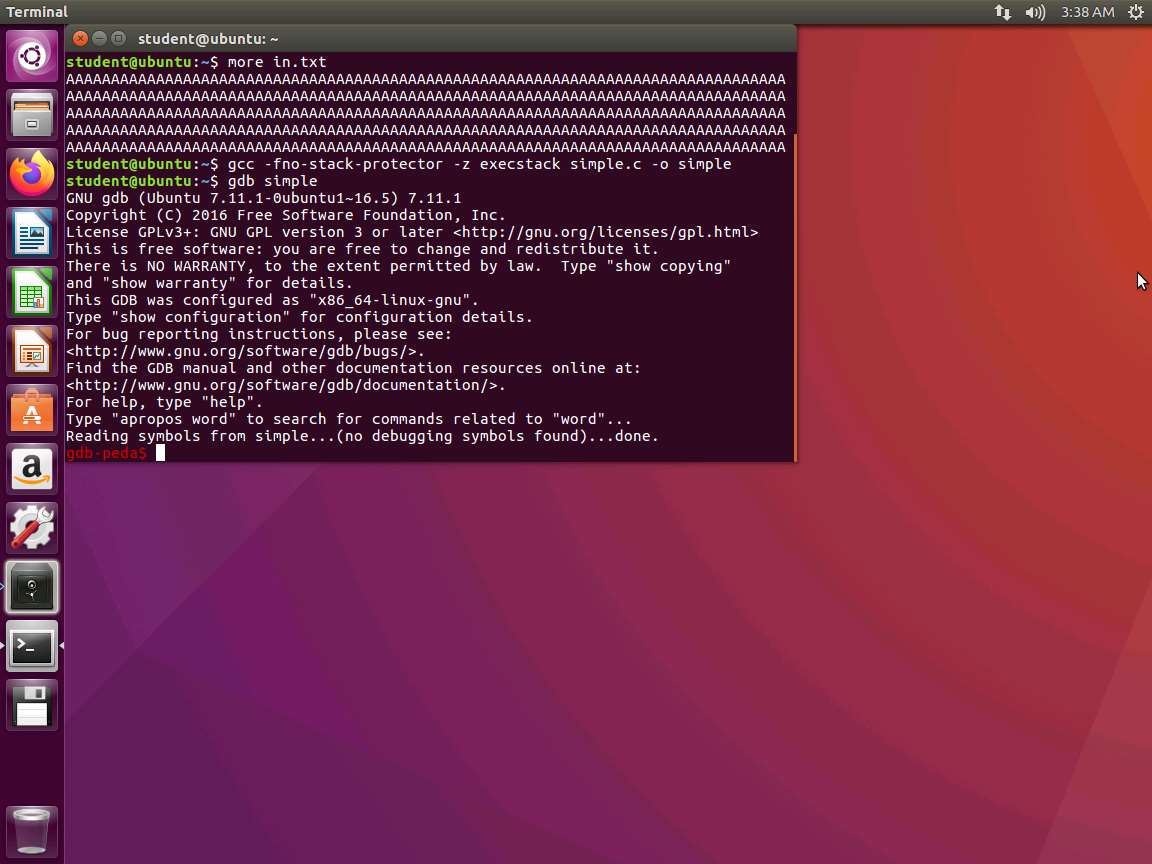 Terminal
3:38 AM
student@ubuntu: ~
student@ubuntu:~$ more in.txt
AAAAAAAAAAAAAAAAAAAAAAAAAAAAAAAAAAAAAAAAAAAAAAAAAAAAAAAAAAAAAAAAAAAAAAAAAAAAAAAA
AAAAAAAAAAAAAAAAAAAAAAAAAAAAAAAAAAAAAAAAAAAAAAAAAAAAAAAAAAAAAAAAAAAAAAAAAAAAAAAA
AAAAAAAAAAAAAAAAAAAAAAAAAAAAAAAAAAAAAAAAAAAAAAAAAAAAAAAAAAAAAAAAAAAAAAAAAAAAAAAA
AAAAAAAAAAAAAAAAAAAAAAAAAAAAAAAAAAAAAAAAAAAAAAAAAAAAAAAAAAAAAAAAAAAAAAAAAAAAAAAA
AAAAAAAAAAAAAAAAAAAAAAAAAAAAAAAAAAAAAAAAAAAAAAAAAAAAAAAAAAAAAAAAAAAAAAAAAAAAAAAA
student@ubuntu:~$ gcc -fno-stack-protector -z execstack simple.c -o simple
student@ubuntu:~$ gdb simple
GNU gdb (Ubuntu 7.11.1-0ubuntu1~16.5) 7.11.1
Copyright (C) 2016 Free Software Foundation, Inc.
License GPLv3+: GNU GPL version 3 or later <http://gnu.org/licenses/gpl.html>
This is free software: you are free to change and redistribute it.
There is NO WARRANTY, to the extent permitted by law.  Type "show copying"
and "show warranty" for details.
This GDB was configured as "x86_64-linux-gnu".
Type "show configuration" for configuration details.
For bug reporting instructions, please see:
<http://www.gnu.org/software/gdb/bugs/>.
Find the GDB manual and other documentation resources online at:
<http://www.gnu.org/software/gdb/documentation/>.
For help, type "help".
Type "apropos word" to search for commands related to "word"...
Reading symbols from simple...(no debugging symbols found)...done.
gdb-peda$